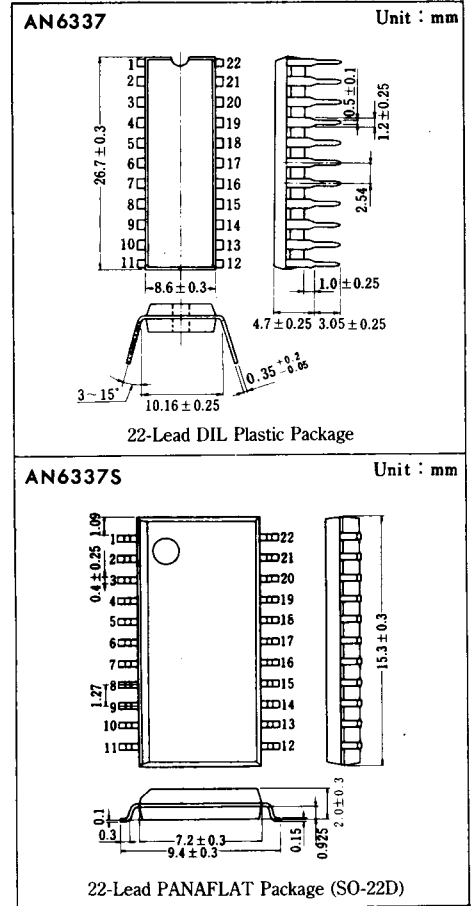 AN6337
Unit : mm
1 22
2 21
3 20
4 19
5 18
6 17
7 16
8 15
9 14
10 13
11 12
26.7 ± 0.3
8.6 ± 0.3
0.5 ± 0.1
1.2 ± 0.25
2.54
1.0 ± 0.25
4.7 ± 0.25 3.05 ± 0.25
3~15°
10.16 ± 0.25
0.35 +0.2 -0.05
22-Lead DIL Plastic Package
AN6337S
Unit : mm
1.09
0.4 ± 0.25
1.27
1 22
2 21
3 20
4 19
5 18
6 17
7 16
8 15
9 14
10 13
11 12
15.3 ± 0.3
2.0 ± 0.3
0.1
0.3
7.2 ± 0.3
9.4 ± 0.3
0.15
0.925
22-Lead PANAFLAT Package (SO-22D)